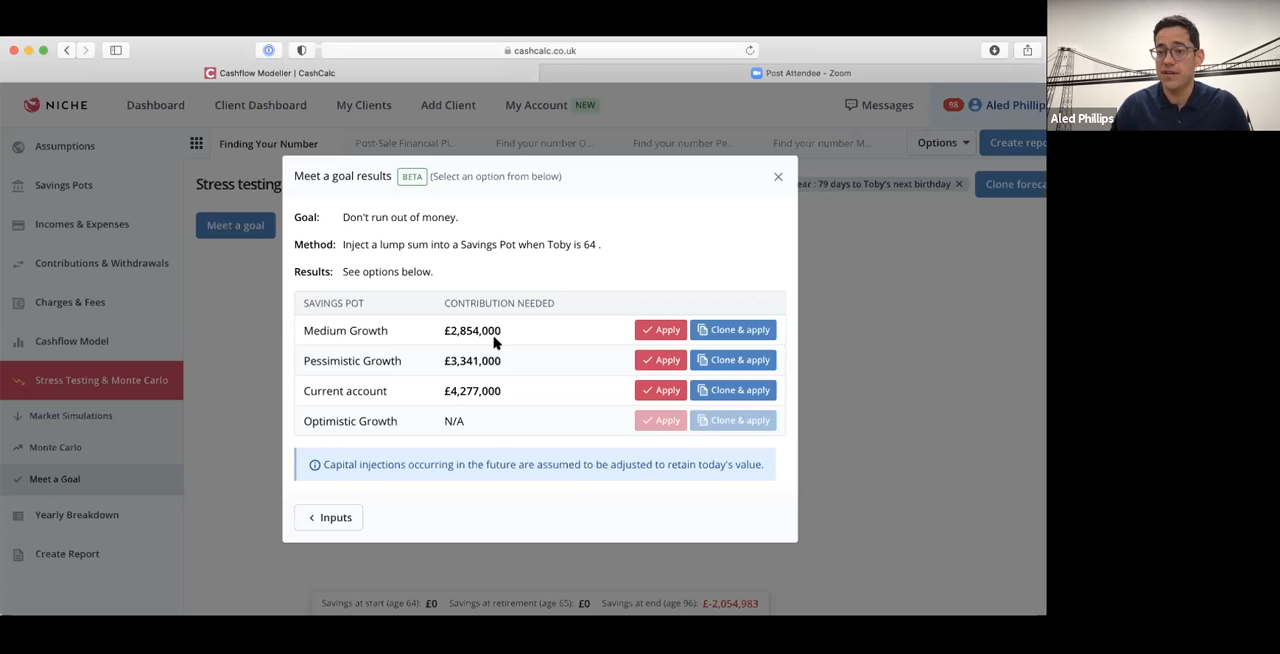 cashcalc.co.uk
Cashflow Modeller | CashCalc
Post Attendee - Zoom
NICHE
Dashboard
Client Dashboard
My Clients
Add Client
My Account NEW
Messages
98
Aled Phillip
Aled Phillips
Assumptions
Savings Pots
Incomes & Expenses
Contributions & Withdrawals
Charges & Fees
Cashflow Model
Stress Testing & Monte Carlo
Market Simulations
Monte Carlo
Meet a Goal
Yearly Breakdown
Create Report
Finding Your Number
Post-Sale Financial Pl...
Find your number O...
Find your number Pe...
Find your number M...
Options
Create repo
Stress testing
ear : 79 days to Toby's next birthday
Clone foreca
Meet a goal
Meet a goal results BETA (Select an option from below)
Goal: Don't run out of money.
Method: Inject a lump sum into a Savings Pot when Toby is 64 .
Results: See options below.
SAVINGS POT CONTRIBUTION NEEDED
Medium Growth £2,854,000 Apply Clone & apply
Pessimistic Growth £3,341,000 Apply Clone & apply
Current account £4,277,000 Apply Clone & apply
Optimistic Growth N/A Apply Clone & apply
Capital injections occurring in the future are assumed to be adjusted to retain today's value.
Inputs
Savings at start (age 64): £0 Savings at retirement (age 65): £0 Savings at end (age 96): £-2,054,983